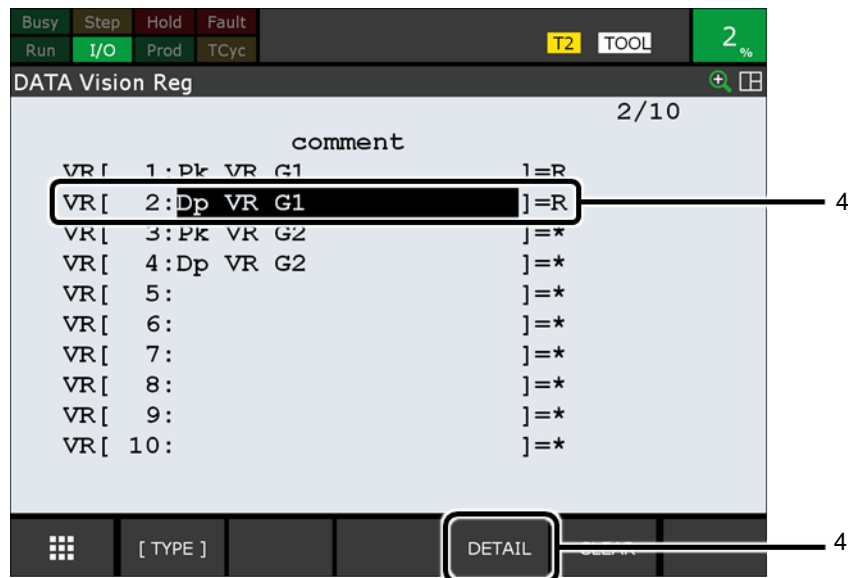 Busy Step Hold Fault
Run I/O Prod TCyc T2 TOOL 2%
DATA Vision Reg
2/10
comment
VR[ 1:Pk VR G1 ]=R
VR[ 2:Dp VR G1 ]=R 4
VR[ 3:Pk VR G2 ]=*
VR[ 4:Dp VR G2 ]=*
VR[ 5: ]=*
VR[ 6: ]=*
VR[ 7: ]=*
VR[ 8: ]=*
VR[ 9: ]=*
VR[ 10: ]=*
[ TYPE ] DETAIL CLEAR 4